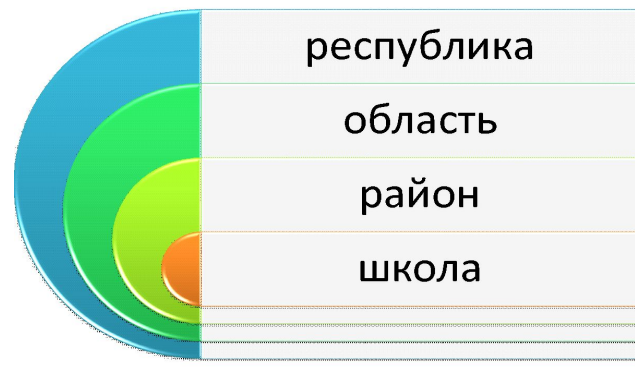 республика
область
район
школа